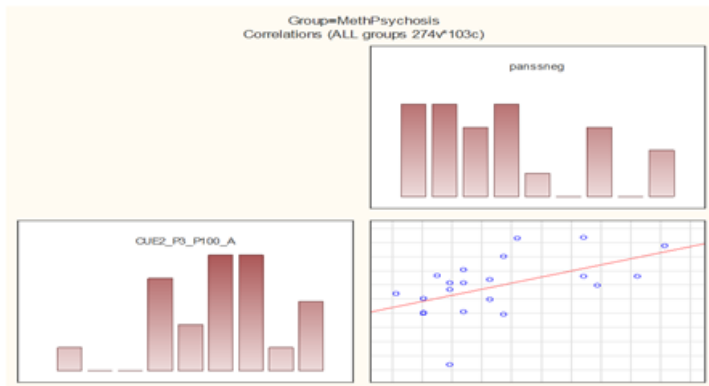 Group=MethPsychosis
Correlations (ALL groups 274v*103c)
panssneg
CUE2_P3_P100_A